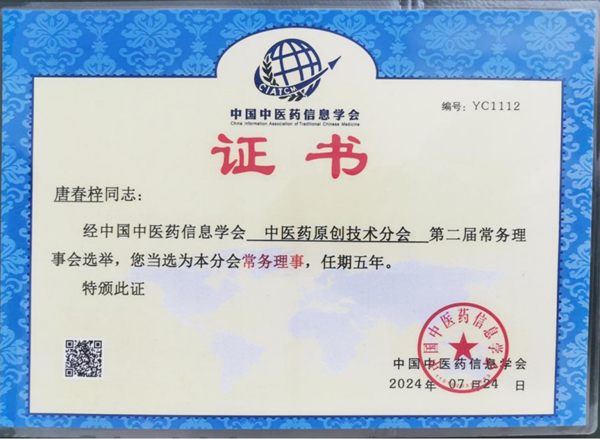 CIATCM
中国中医药信息学会
China Information Association of Traditional Chinese Medicine
编号：YC1112
证书
唐春梓同志：
经中国中医药信息学会 中医药原创技术分会 第二届常务理
事会选举，您当选为本分会常务理事，任期五年。
特颁此证
中国中医药信息学会
中国中医药信息学会
2024年 07月24 日